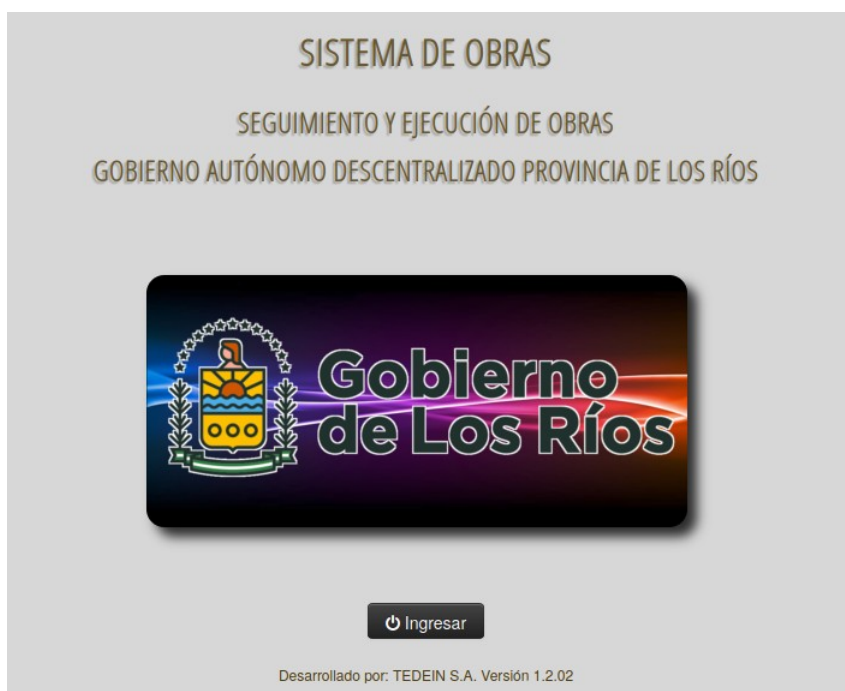 SISTEMA DE OBRAS
SEGUIMIENTO Y EJECUCIÓN DE OBRAS
GOBIERNO AUTÓNOMO DESCENTRALIZADO PROVINCIA DE LOS RÍOS
Gobierno
de Los Ríos
Ingresar
Desarrollado por: TEDEIN S.A. Versión 1.2.02